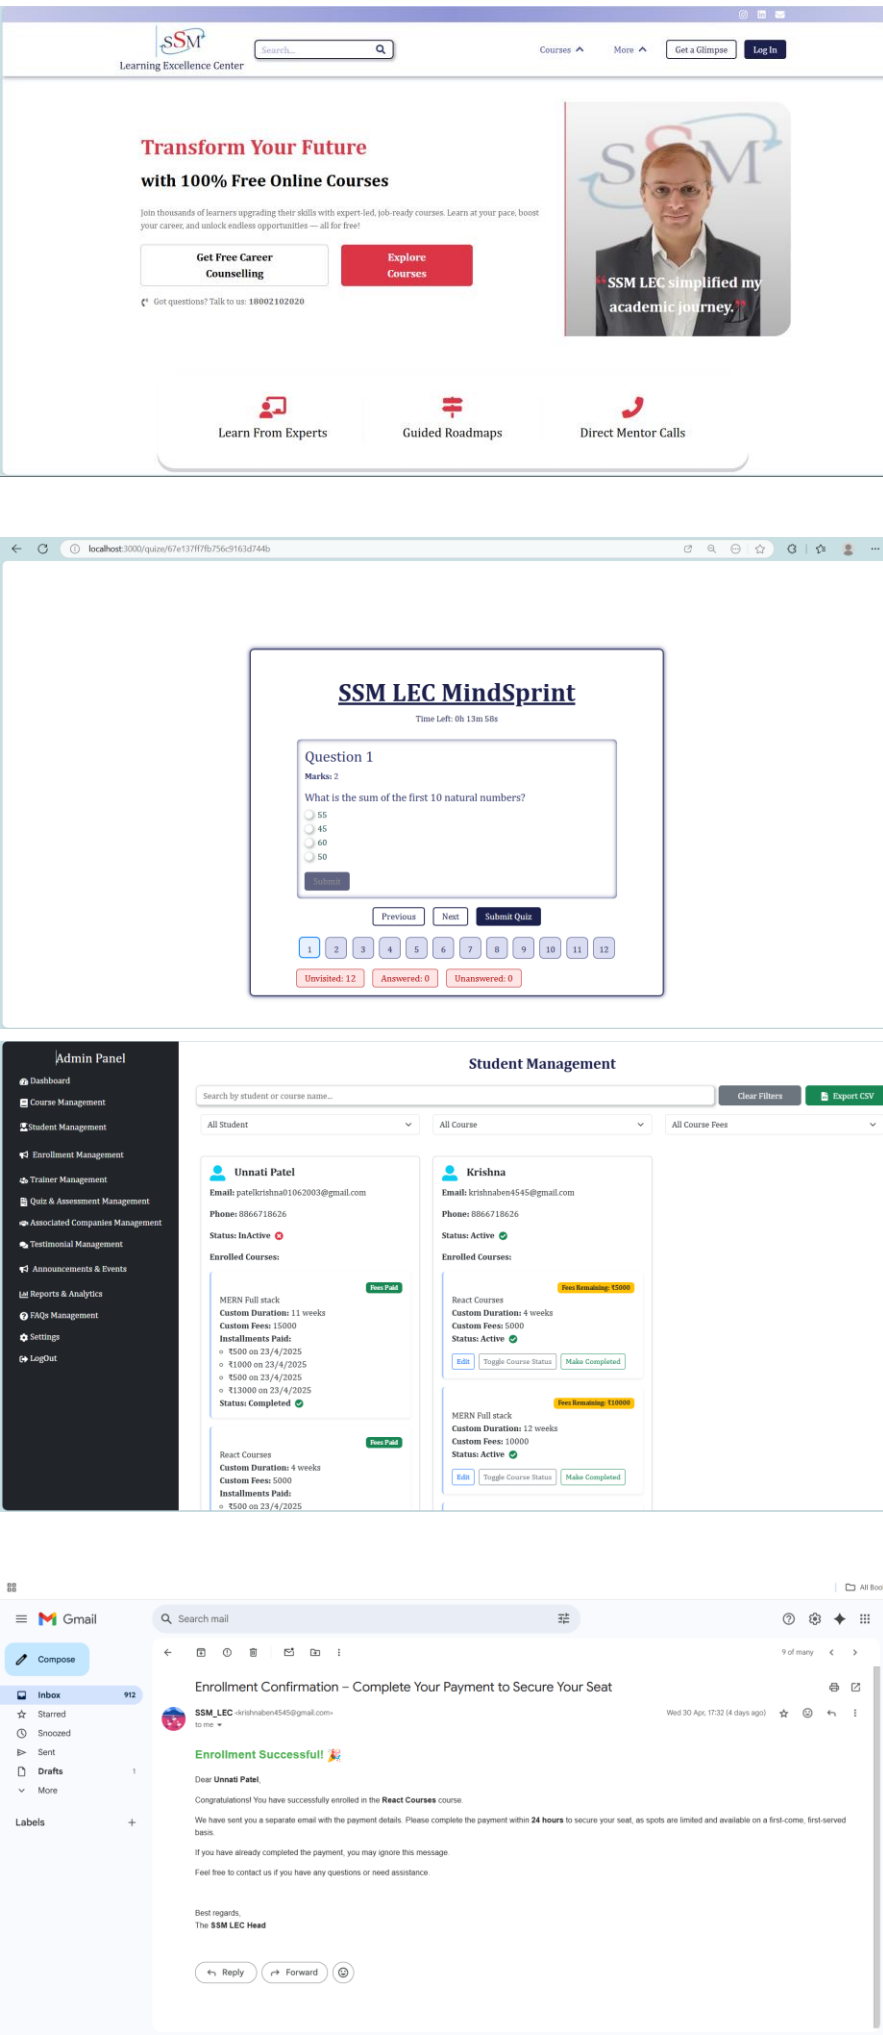 SSM
Learning Excellence Center
Search...
Courses
More
Get a Glimpse
Log In
Transform Your Future
with 100% Free Online Courses
Join thousands of learners upgrading their skills with expert-led, job-ready courses. Learn at your pace, boost
your career, and unlock endless opportunities — all for free!
Get Free Career
Counselling
Explore
Courses
Got questions? Talk to us: 18002102020
SSM
“SSM LEC simplified my
academic journey.”
Learn From Experts
Guided Roadmaps
Direct Mentor Calls
localhost:3000/quize/67e137ff7fb756c9163d744b
SSM LEC MindSprint
Time Left: 0h 13m 58s
Question 1
Marks: 2
What is the sum of the first 10 natural numbers?
55
45
60
50
Submit
Previous
Next
Submit Quiz
1 2 3 4 5 6 7 8 9 10 11 12
Unvisited: 12
Answered: 0
Unanswered: 0
Admin Panel
Dashboard
Course Management
Student Management
Enrollment Management
Trainer Management
Quiz & Assessment Management
Associated Companies Management
Testimonial Management
Announcements & Events
Reports & Analytics
FAQs Management
Settings
LogOut
Student Management
Search by student or course name...
Clear Filters
Export CSV
All Student
All Course
All Course Fees
Unnati Patel
Email: patelkrishna01062003@gmail.com
Phone: 8866718626
Status: InActive
Enrolled Courses:
Fees Paid
MERN Full stack
Custom Duration: 11 weeks
Custom Fees: 15000
Installments Paid:
₹500 on 23/4/2025
₹1000 on 23/4/2025
₹500 on 23/4/2025
₹13000 on 23/4/2025
Status: Completed
Fees Paid
React Courses
Custom Duration: 4 weeks
Custom Fees: 5000
Installments Paid:
₹500 on 23/4/2025
Krishna
Email: krishnaben4545@gmail.com
Phone: 8866718626
Status: Active
Enrolled Courses:
Fees Remaining: ₹5000
React Courses
Custom Duration: 4 weeks
Custom Fees: 5000
Status: Active
Edit
Toggle Course Status
Make Completed
Fees Remaining: ₹10000
MERN Full stack
Custom Duration: 12 weeks
Custom Fees: 10000
Status: Active
Edit
Toggle Course Status
Make Completed
All Boo
Gmail
Search mail
Compose
Inbox 912
Starred
Snoozed
Sent
Drafts 1
More
Labels
9 of many
Enrollment Confirmation – Complete Your Payment to Secure Your Seat
SSM_LEC <krishnaben4545@gmail.com>
to me
Wed 30 Apr, 17:32 (4 days ago)
Enrollment Successful! 🎉
Dear Unnati Patel,
Congratulations! You have successfully enrolled in the React Courses course.
We have sent you a separate email with the payment details. Please complete the payment within 24 hours to secure your seat, as spots are limited and available on a first-come, first-served
basis.
If you have already completed the payment, you may ignore this message.
Feel free to contact us if you have any questions or need assistance.
Best regards,
The SSM LEC Head
Reply
Forward